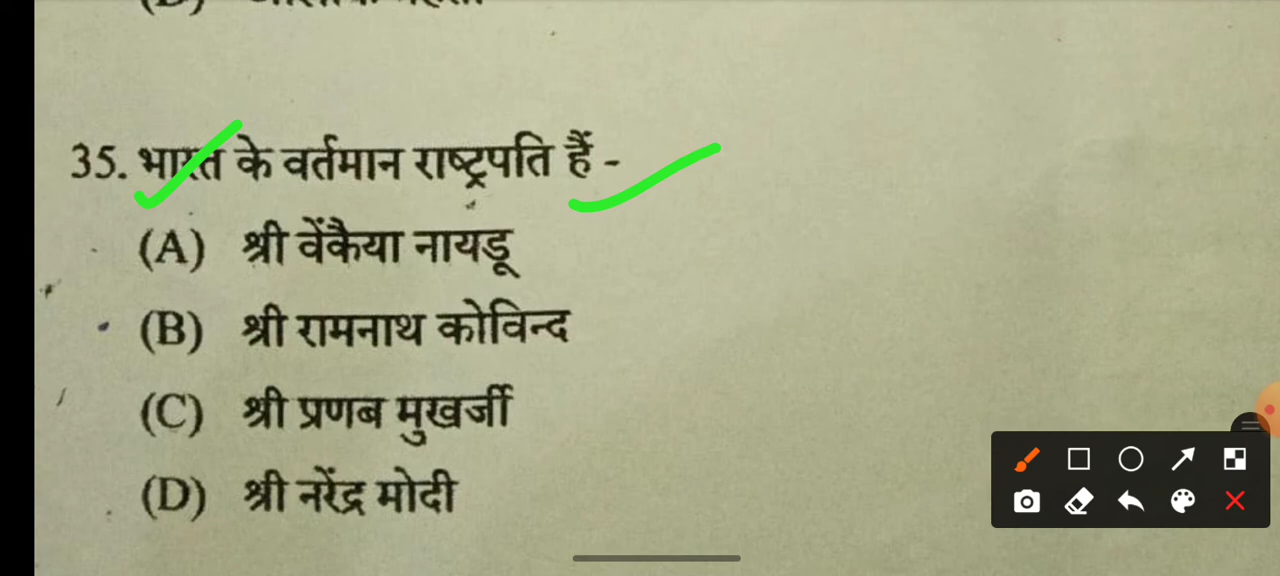 35. भारत के वर्तमान राष्ट्रपति हैं -
(A) श्री वेंकैया नायडू
(B) श्री रामनाथ कोविन्द
(C) श्री प्रणब मुखर्जी
(D) श्री नरेंद्र मोदी